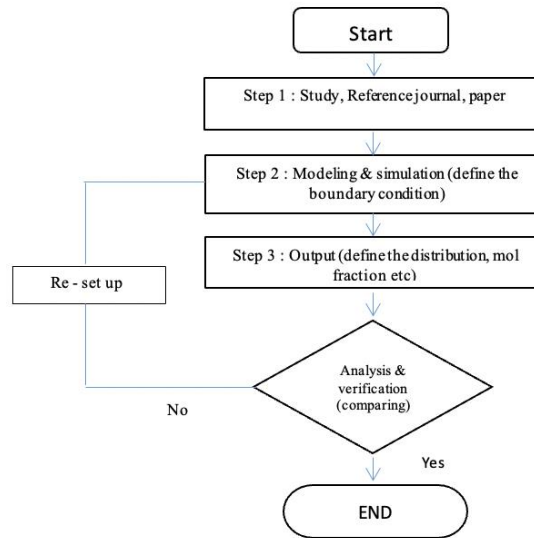 Start
Step 1 : Study, Reference journal, paper
Step 2 : Modeling & simulation (define the
boundary condition)
Step 3 : Output (define the distribution, mol
fraction etc)
Re - set up
Analysis &
verification
(comparing)
No
Yes
END